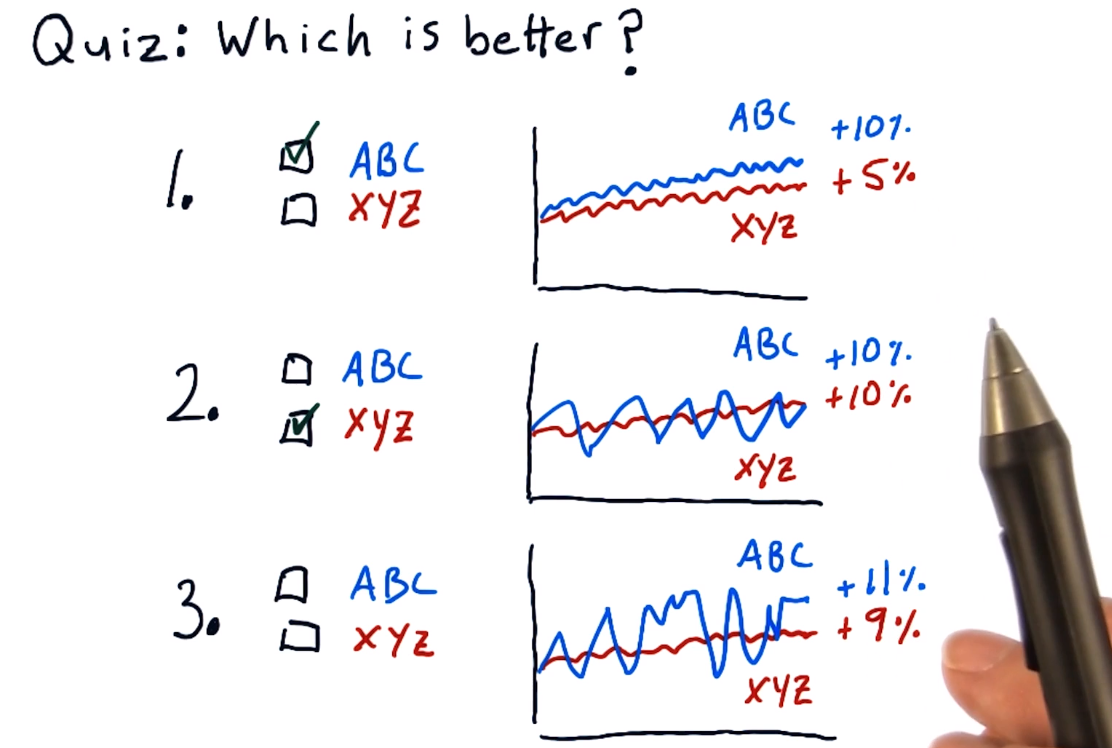 Quiz: Which is better?
1.
ABC
XYZ
ABC +10%
+5%
XYZ
2.
ABC
XYZ
ABC +10%
+10%
XYZ
3.
ABC
XYZ
ABC
+11%
+9%
XYZ